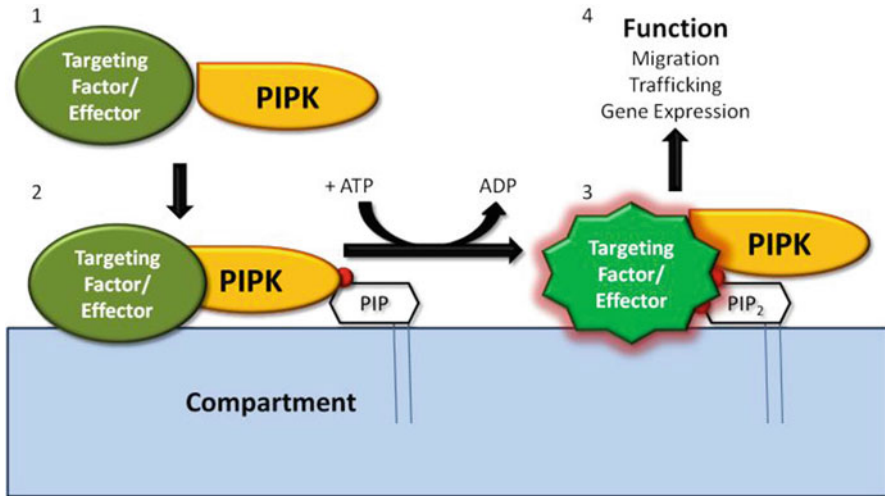 1
Targeting
Factor/
Effector
PIPK
2
Targeting
Factor/
Effector
PIPK
PIP
+ ATP
ADP
3
Targeting
Factor/
Effector
PIPK
PIP₂
4
Function
Migration
Trafficking
Gene Expression
Compartment